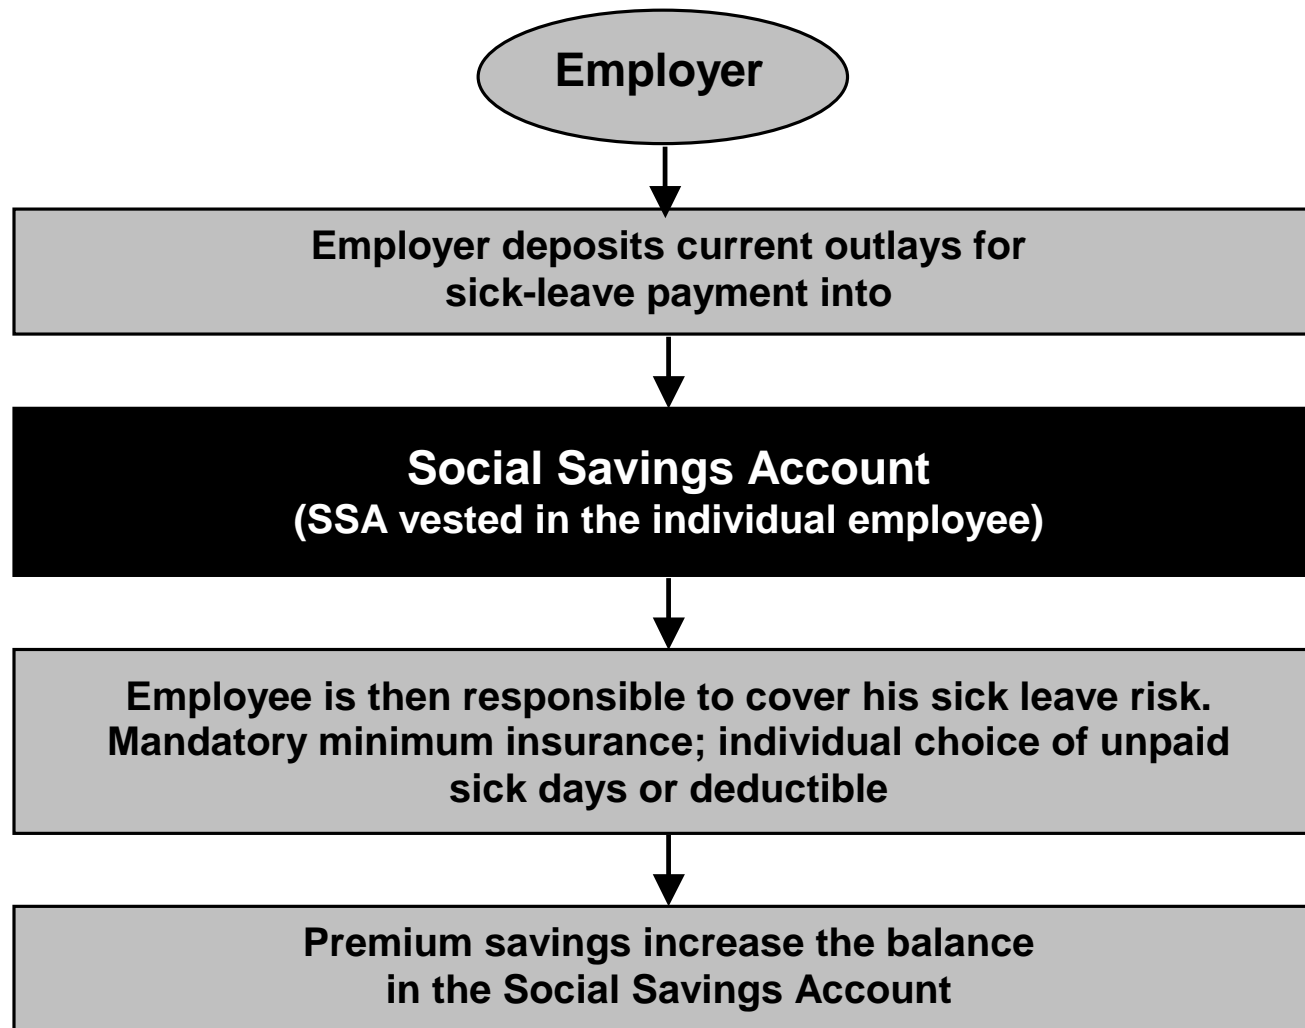 Employer
Employer deposits current outlays for
sick-leave payment into
Social Savings Account
(SSA vested in the individual employee)
Employee is then responsible to cover his sick leave risk.
Mandatory minimum insurance; individual choice of unpaid
sick days or deductible
Premium savings increase the balance
in the Social Savings Account